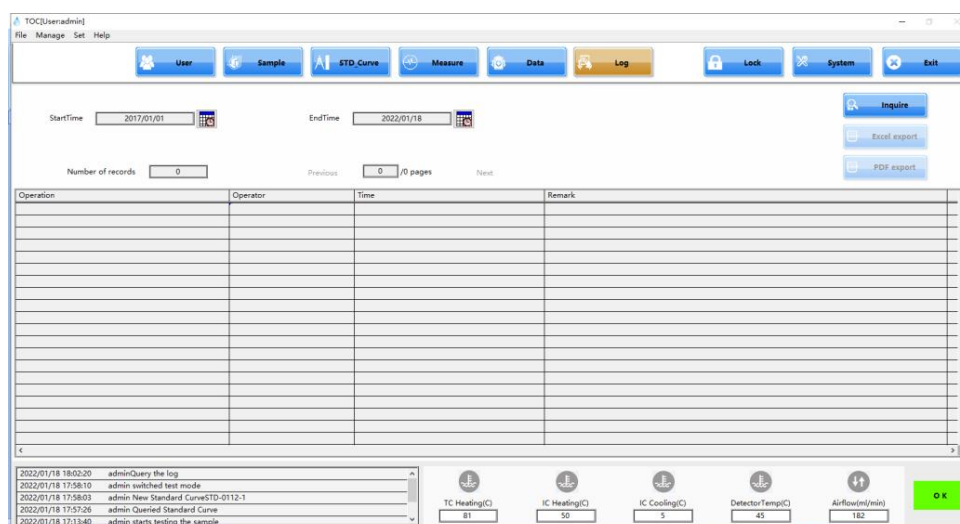 TOC[User:admin]
File Manage Set Help
User Sample STD_Curve Measure Data Log Lock System Exit
StartTime 2017/01/01 EndTime 2022/01/18
Inquire
Excel export
PDF export
Number of records 0 Previous 0 /0 pages Next
Operation Operator Time Remark
2022/01/18 18:02:20 adminQuery the log
2022/01/18 17:58:10 admin switched test mode
2022/01/18 17:58:03 admin New Standard CurveSTD-0112-1
2022/01/18 17:57:26 admin Queried Standard Curve
2022/01/18 17:13:40 admin starts testing the sample
TC Heating(C) IC Heating(C) IC Cooling(C) DetectorTemp(C) Airflow(ml/min)
81 50 5 45 182
OK